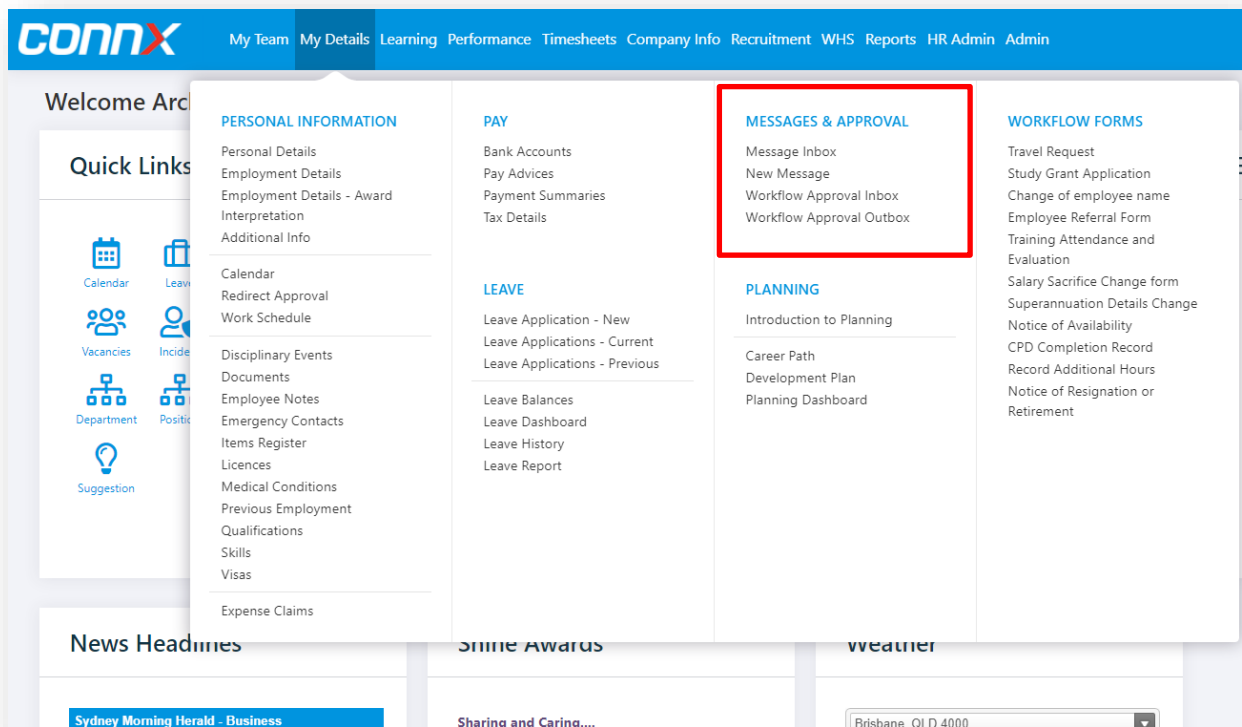 connx
My Team My Details Learning Performance Timesheets Company Info Recruitment WHS Reports HR Admin Admin
Welcome Arc
Quick Links
Calendar
Leav
Vacancies
Incide
Department
Positic
Suggestion
PERSONAL INFORMATION
Personal Details
Employment Details
Employment Details - Award
Interpretation
Additional Info
Calendar
Redirect Approval
Work Schedule
Disciplinary Events
Documents
Employee Notes
Emergency Contacts
Items Register
Licences
Medical Conditions
Previous Employment
Qualifications
Skills
Visas
Expense Claims
PAY
Bank Accounts
Pay Advices
Payment Summaries
Tax Details
LEAVE
Leave Application - New
Leave Applications - Current
Leave Applications - Previous
Leave Balances
Leave Dashboard
Leave History
Leave Report
MESSAGES & APPROVAL
Message Inbox
New Message
Workflow Approval Inbox
Workflow Approval Outbox
PLANNING
Introduction to Planning
Career Path
Development Plan
Planning Dashboard
WORKFLOW FORMS
Travel Request
Study Grant Application
Change of employee name
Employee Referral Form
Training Attendance and
Evaluation
Salary Sacrifice Change form
Superannuation Details Change
Notice of Availability
CPD Completion Record
Record Additional Hours
Notice of Resignation or
Retirement
News Headlines
Sydney Morning Herald - Business
Shine Awards
Sharing and Caring....
Weather
Brisbane, QLD 4000